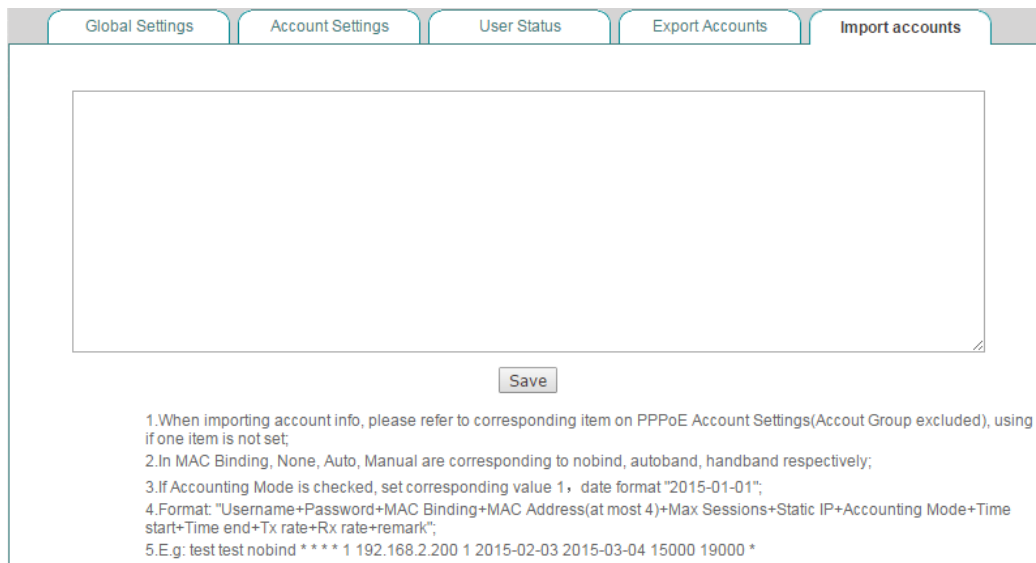 Global Settings
Account Settings
User Status
Export Accounts
Import accounts
Save
1.When importing account info, please refer to corresponding item on PPPoE Account Settings(Accout Group excluded), using
if one item is not set;
2.In MAC Binding, None, Auto, Manual are corresponding to nobind, autoband, handband respectively;
3.If Accounting Mode is checked, set corresponding value 1，date format "2015-01-01";
4.Format: "Username+Password+MAC Binding+MAC Address(at most 4)+Max Sessions+Static IP+Accounting Mode+Time
start+Time end+Tx rate+Rx rate+remark";
5.E.g: test test nobind * * * * 1 192.168.2.200 1 2015-02-03 2015-03-04 15000 19000 *